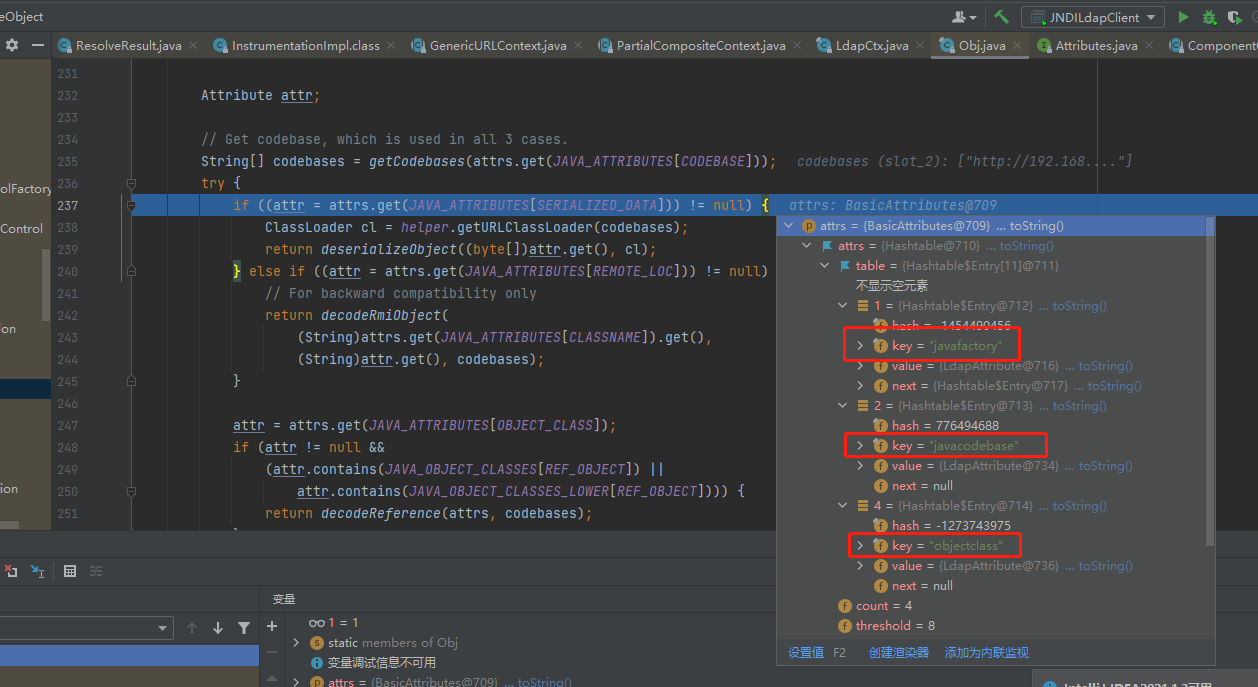 eObject
JNDILdapClient
ResolveResult.java
InstrumentationImpl.class
GenericURLContext.java
PartialCompositeContext.java
LdapCtx.java
Obj.java
Attributes.java
Component
231
232 Attribute attr;
233
234 // Get codebase, which is used in all 3 cases.
235 String[] codebases = getCodebases(attrs.get(JAVA_ATTRIBUTES[CODEBASE])); codebases (slot_2): ["http://192.168...."]
236 try {
237 if ((attr = attrs.get(JAVA_ATTRIBUTES[SERIALIZED_DATA])) != null) { attrs: BasicAttributes@709
238 ClassLoader cl = helper.getURLClassLoader(codebases);
239 return deserializeObject((byte[])attr.get(), cl);
240 } else if ((attr = attrs.get(JAVA_ATTRIBUTES[REMOTE_LOC])) != null)
241 // For backward compatibility only
242 return decodeRmiObject(
243 (String)attrs.get(JAVA_ATTRIBUTES[CLASSNAME]).get(),
244 (String)attr.get(), codebases);
245 }
246
247 attr = attrs.get(JAVA_ATTRIBUTES[OBJECT_CLASS]);
248 if (attr != null &&
249 (attr.contains(JAVA_OBJECT_CLASSES[REF_OBJECT]) ||
250 attr.contains(JAVA_OBJECT_CLASSES_LOWER[REF_OBJECT]))) {
251 return decodeReference(attrs, codebases);
olFactory
Control
ion
ion
attrs = {BasicAttributes@709} ... toString()
attrs = {Hashtable@710} ... toString()
table = {Hashtable$Entry[11]@711}
不显示空元素
1 = {Hashtable$Entry@712} ... toString()
hash = -1454490456
key = "javafactory"
value = {LdapAttribute@716} ... toString()
next = {Hashtable$Entry@717} ... toString()
2 = {Hashtable$Entry@713} ... toString()
hash = 776494688
key = "javacodebase"
value = {LdapAttribute@734} ... toString()
next = null
4 = {Hashtable$Entry@714} ... toString()
hash = -1273743975
key = "objectclass"
value = {LdapAttribute@736} ... toString()
next = null
count = 4
threshold = 8
设置值 F2 创建渲染器 添加为内联监视
变量
1 = 1
static members of Obj
变量调试信息不可用
attrs = {BasicAttributes@709} ... toString()